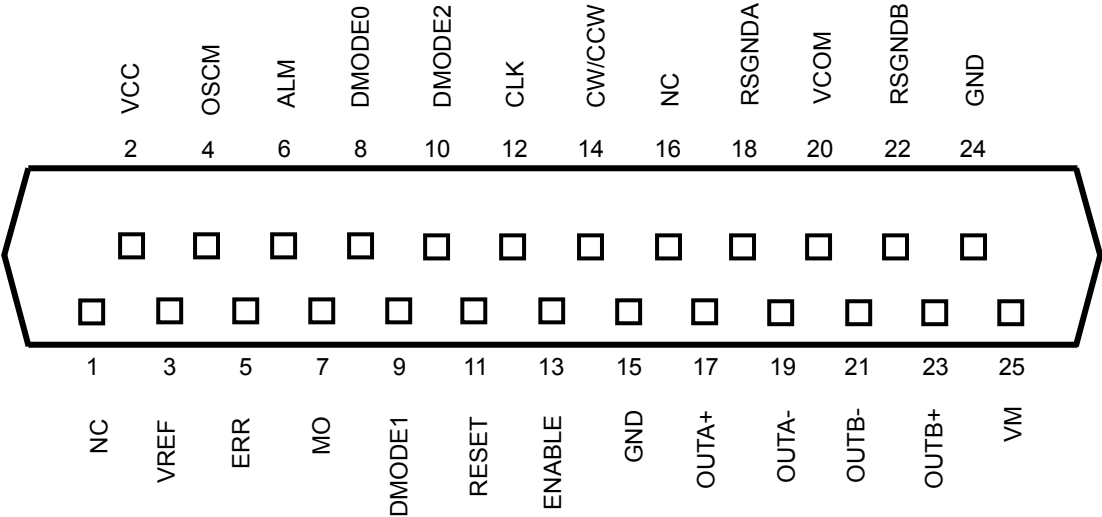 VCC OSCM ALM DMODE0 DMODE2 CLK CW/CCW NC RSGNDA VCOM RSGNDB GND
2 4 6 8 10 12 14 16 18 20 22 24
1 3 5 7 9 11 13 15 17 19 21 23 25
NC VREF ERR MO DMODE1 RESET ENABLE GND OUTA+ OUTA- OUTB- OUTB+ VM